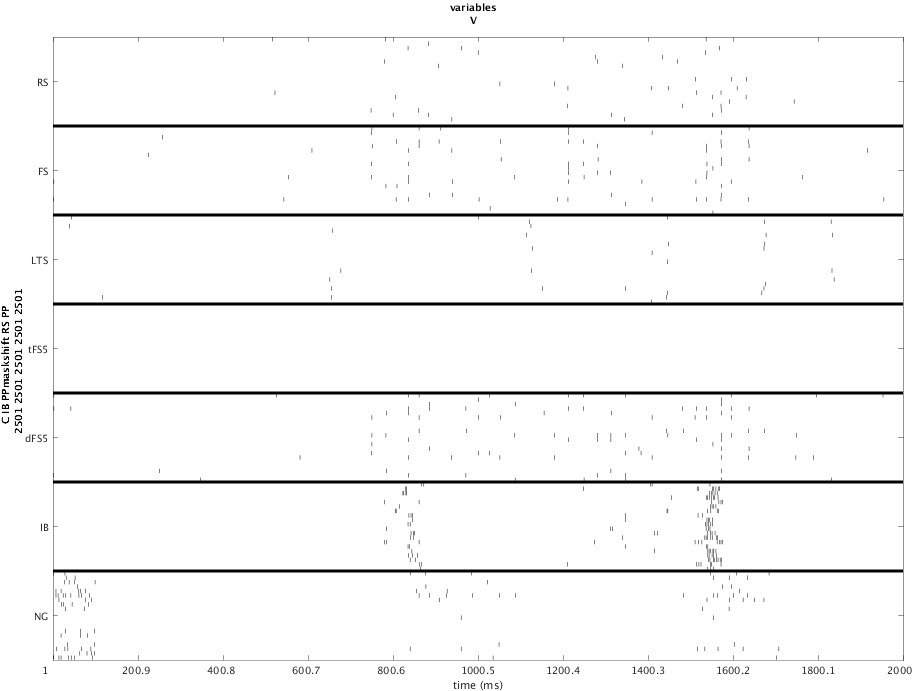 variables
V
RS
FS
LTS
tFS5
dFS5
IB
NG
C IB PPmaskshift RS PP
2501 2501 2501 2501 2501
1 200.9 400.8 600.7 800.6 1000.5 1200.4 1400.3 1600.2 1800.1 2000
time (ms)